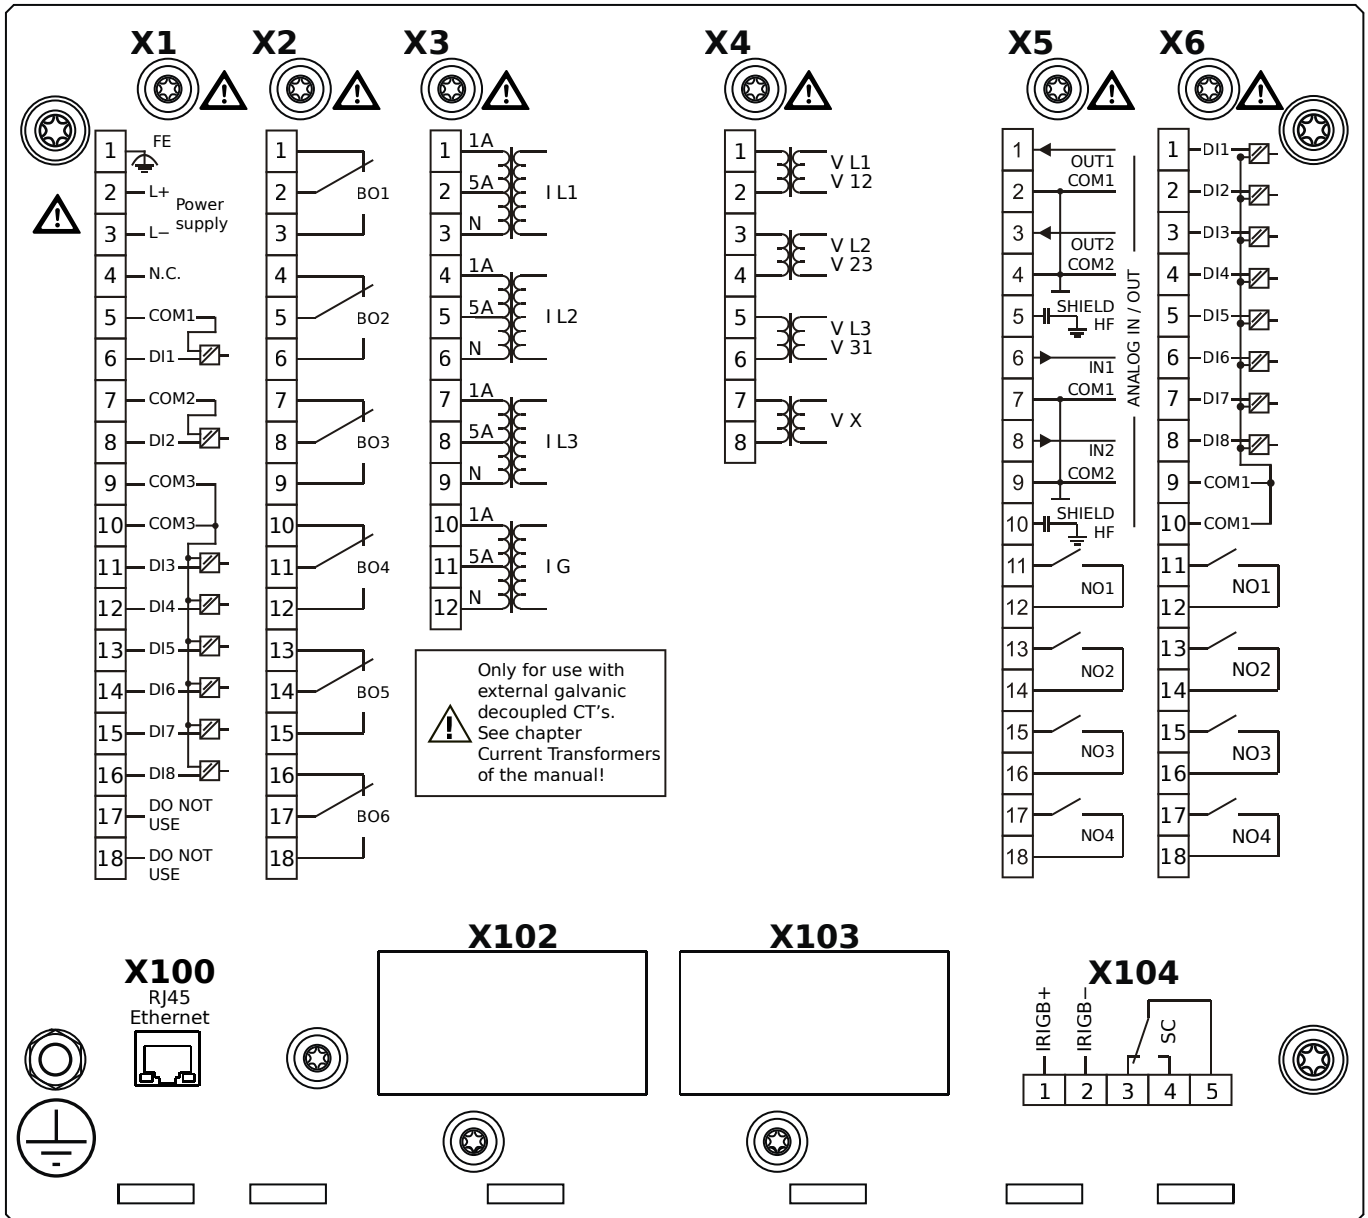 X1
X2
X3
X4
X5
X6
1 FE
2 L+
Power
supply
3 L−
4 N.C.
5 COM1
6 DI1
7 COM2
8 DI2
9 COM3
10 COM3
11 DI3
12 DI4
13 DI5
14 DI6
15 DI7
16 DI8
17 DO NOT
USE
18 DO NOT
USE
1
2 BO1
3
4
5 BO2
6
7
8 BO3
9
10
11 BO4
12
13
14 BO5
15
16
17 BO6
18
1 1A
2 5A I L1
3 N
4 1A
5 5A I L2
6 N
7 1A
8 5A I L3
9 N
10 1A
11 5A I G
12 N
Only for use with
external galvanic
decoupled CT's.
See chapter
Current Transformers
of the manual!
1 V L1
2 V 12
3 V L2
4 V 23
5 V L3
6 V 31
7 V X
8
1 OUT1
2 COM1
3 OUT2
4 COM2
5 SHIELD
HF
6 IN1
7 COM1
8 IN2
9 COM2
10 SHIELD
HF
ANALOG IN / OUT
11
NO1
12
13
NO2
14
15
NO3
16
17
NO4
18
1 DI1
2 DI2
3 DI3
4 DI4
5 DI5
6 DI6
7 DI7
8 DI8
9 COM1
10 COM1
11
NO1
12
13
NO2
14
15
NO3
16
17
NO4
18
X100
RJ45
Ethernet
X102
X103
X104
IRIGB+
IRIGB−
SC
1 2 3 4 5